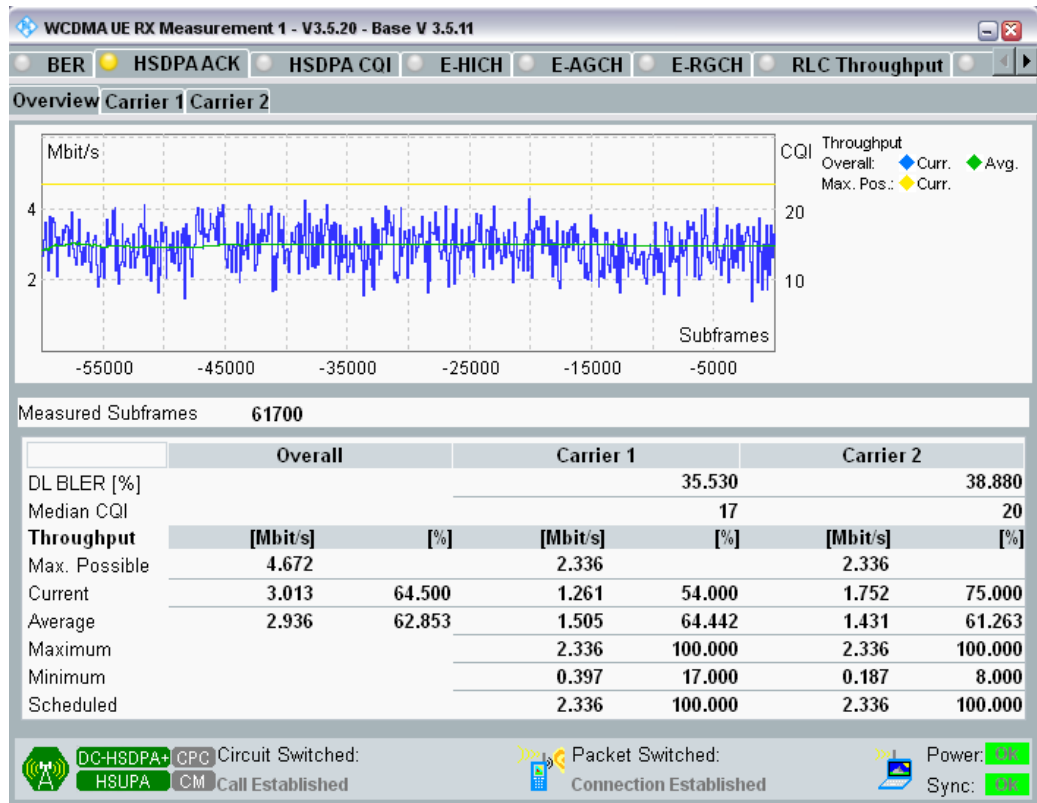 WCDMA UE RX Measurement 1 - V3.5.20 - Base V 3.5.11
BER HSDPA ACK HSDPA CQI E-HICH E-AGCH E-RGCH RLC Throughput
Overview Carrier 1 Carrier 2
Mbit/s CQI Throughput
Overall: Curr. Avg.
Max. Pos.: Curr.
4 20
2 10
Subframes
-55000 -45000 -35000 -25000 -15000 -5000
Measured Subframes 61700
Overall Carrier 1 Carrier 2
DL BLER [%] 35.530 38.880
Median CQI 17 20
Throughput [Mbit/s] [%] [Mbit/s] [%] [Mbit/s] [%]
Max. Possible 4.672 2.336 2.336
Current 3.013 64.500 1.261 54.000 1.752 75.000
Average 2.936 62.853 1.505 64.442 1.431 61.263
Maximum 2.336 100.000 2.336 100.000
Minimum 0.397 17.000 0.187 8.000
Scheduled 2.336 100.000 2.336 100.000
DC-HSDPA+ CPC Circuit Switched: Packet Switched: Power: Ok
HSUPA CM Call Established Connection Established Sync: Ok